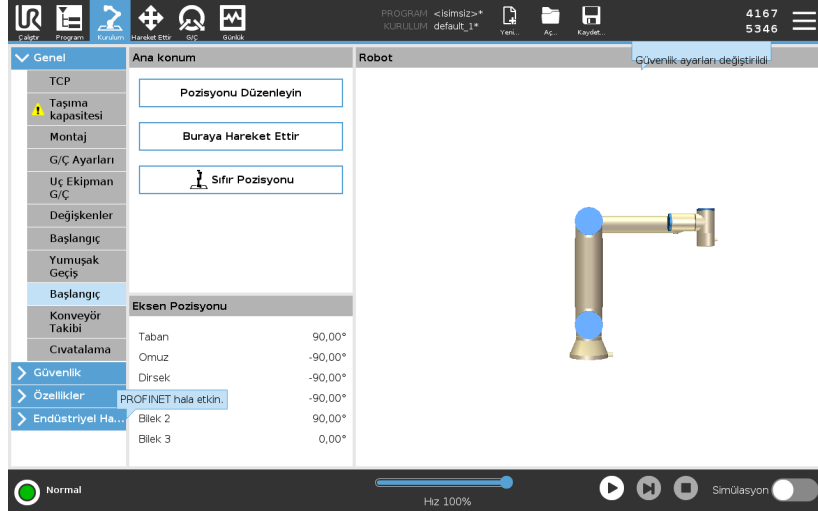 Çalıştır
Program
Kurulum
Hareket Ettir
G/Ç
Günlük
PROGRAM <isimsiz>*
KURULUM default_1*
Yeni...
Aç...
Kaydet...
4167
5346
Genel
TCP
Taşıma
kapasitesi
Montaj
G/Ç Ayarları
Uç Ekipman
G/Ç
Değişkenler
Başlangıç
Yumuşak
Geçiş
Başlangıç
Konveyör
Takibi
Cıvatalama
Güvenlik
Özellikler
Endüstriyel Ha...
Ana konum
Pozisyonu Düzenleyin
Buraya Hareket Ettir
Sıfır Pozisyonu
Eksen Pozisyonu
Taban 90,00°
Omuz -90,00°
Dirsek -90,00°
-90,00°
Bilek 2 90,00°
Bilek 3 0,00°
PROFINET hala etkin.
Robot
Güvenlik ayarları değiştirildi
Normal
Hız 100%
Simülasyon